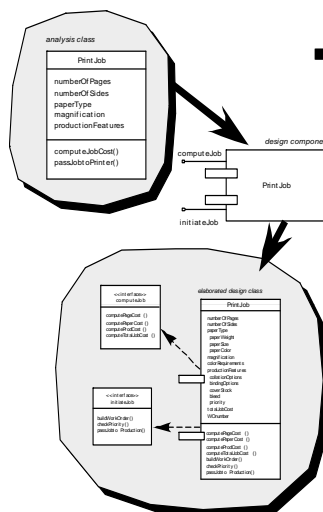 analysis class
PrintJob
numberOfPages
numberOfSides
paperType
magnification
productionFeatures
computeJobCost()
passJobtoPrinter()
design compone
computeJob
PrintJob
initiateJob
elaborated design class
PrintJob
<<interface>>
computeJob
computePageCost ()
computePaperCost ()
computeProdCost ()
computeTotalJobCost ()
numberOfPages
numberOfSides
paperType
paperWeight
paperSize
paperColor
magnification
colorRequirements
productionFeatures
collationOptions
bindingOptions
coverStock
bleed
priority
totalJobCost
WOnumber
<<interface>>
initiateJob
buildWorkOrder()
checkPriority ()
passJobto Production()
computePageCost ()
computePaperCost ()
computeProdCost ()
computeTotalJobCost ()
buildWorkOrder()
checkPriority ()
passJobto Production()